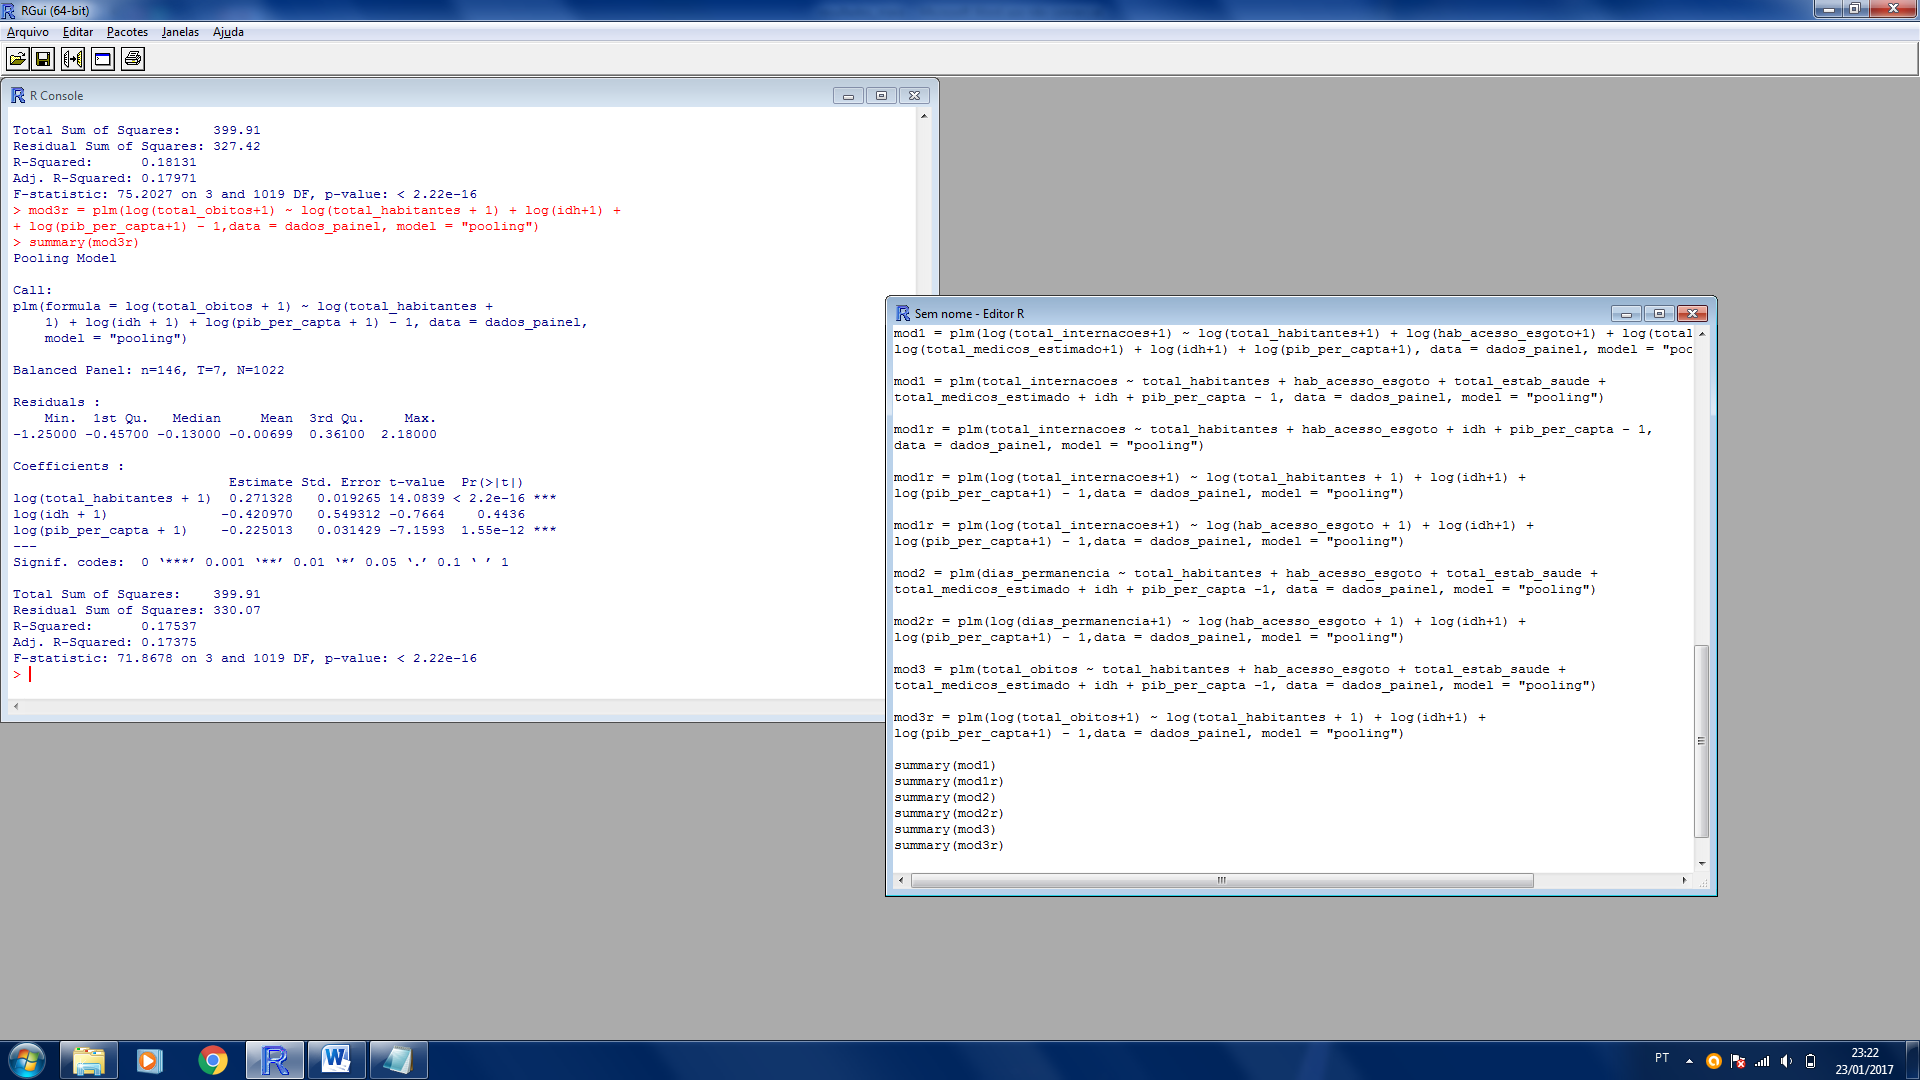 RGui (64-bit)
Arquivo Editar Pacotes Janelas Ajuda
R Console
Total Sum of Squares:    399.91
Residual Sum of Squares: 327.42
R-Squared:      0.18131
Adj. R-Squared: 0.17971
F-statistic: 75.2027 on 3 and 1019 DF, p-value: < 2.22e-16
> mod3r = plm(log(total_obitos+1) ~ log(total_habitantes + 1) + log(idh+1) +
+ log(pib_per_capta+1) - 1,data = dados_painel, model = "pooling")
> summary(mod3r)
Pooling Model
Call:
plm(formula = log(total_obitos + 1) ~ log(total_habitantes +
    1) + log(idh + 1) + log(pib_per_capta + 1) - 1, data = dados_painel,
    model = "pooling")
Balanced Panel: n=146, T=7, N=1022
Residuals :
    Min.  1st Qu.   Median     Mean  3rd Qu.     Max.
-1.25000 -0.45700 -0.13000 -0.00699  0.36100  2.18000
Coefficients :
                            Estimate Std. Error t-value  Pr(>|t|)
log(total_habitantes + 1)  0.271328   0.019265 14.0839 < 2.2e-16 ***
log(idh + 1)              -0.420970   0.549312 -0.7664    0.4436
log(pib_per_capta + 1)    -0.225013   0.031429 -7.1593  1.55e-12 ***
---
Signif. codes:  0 ‘***’ 0.001 ‘**’ 0.01 ‘*’ 0.05 ‘.’ 0.1 ‘ ’ 1
Total Sum of Squares:    399.91
Residual Sum of Squares: 330.07
R-Squared:      0.17537
Adj. R-Squared: 0.17375
F-statistic: 71.8678 on 3 and 1019 DF, p-value: < 2.22e-16
>
Sem nome - Editor R
mod1 = plm(log(total_internacoes+1) ~ log(total_habitantes+1) + log(hab_acesso_esgoto+1) + log(total
log(total_medicos_estimado+1) + log(idh+1) + log(pib_per_capta+1), data = dados_painel, model = "poc
mod1 = plm(total_internacoes ~ total_habitantes + hab_acesso_esgoto + total_estab_saude +
total_medicos_estimado + idh + pib_per_capta - 1, data = dados_painel, model = "pooling")
mod1r = plm(total_internacoes ~ total_habitantes + hab_acesso_esgoto + idh + pib_per_capta - 1,
data = dados_painel, model = "pooling")
mod1r = plm(log(total_internacoes+1) ~ log(total_habitantes + 1) + log(idh+1) +
log(pib_per_capta+1) - 1,data = dados_painel, model = "pooling")
mod1r = plm(log(total_internacoes+1) ~ log(hab_acesso_esgoto + 1) + log(idh+1) +
log(pib_per_capta+1) - 1,data = dados_painel, model = "pooling")
mod2 = plm(dias_permanencia ~ total_habitantes + hab_acesso_esgoto + total_estab_saude +
total_medicos_estimado + idh + pib_per_capta -1, data = dados_painel, model = "pooling")
mod2r = plm(log(dias_permanencia+1) ~ log(hab_acesso_esgoto + 1) + log(idh+1) +
log(pib_per_capta+1) - 1,data = dados_painel, model = "pooling")
mod3 = plm(total_obitos ~ total_habitantes + hab_acesso_esgoto + total_estab_saude +
total_medicos_estimado + idh + pib_per_capta -1, data = dados_painel, model = "pooling")
mod3r = plm(log(total_obitos+1) ~ log(total_habitantes + 1) + log(idh+1) +
log(pib_per_capta+1) - 1,data = dados_painel, model = "pooling")
summary(mod1)
summary(mod1r)
summary(mod2)
summary(mod2r)
summary(mod3)
summary(mod3r)
PT
23:22
23/01/2017